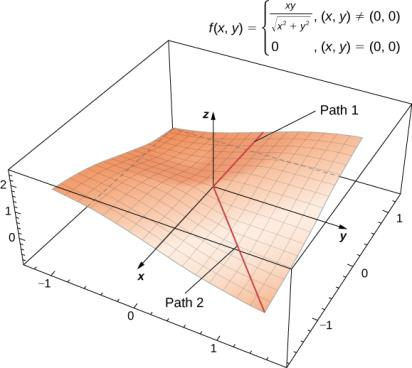 f(x, y) = { xy / √(x² + y²) , (x, y) ≠ (0, 0)
0 , (x, y) = (0, 0)
Path 1
z
2
1
0
y
1
0
−1
x
Path 2
−1
0
1